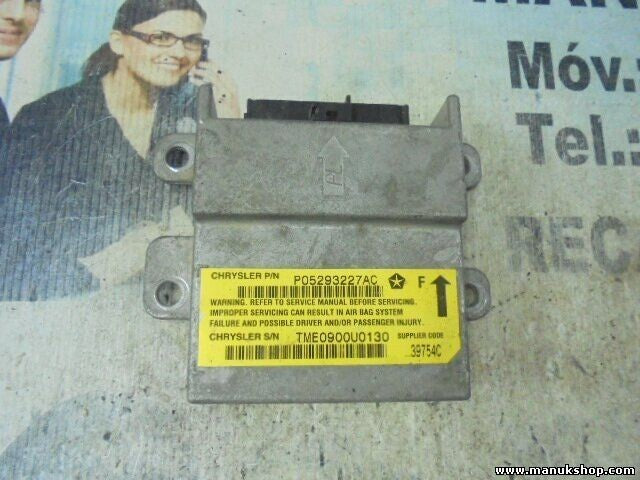 MAN
Móv.:
Tel.:
REC
CHRYSLER P/N P05293227AC F
WARNING. REFER TO SERVICE MANUAL BEFORE SERVICING.
IMPROPER SERVICING CAN RESULT IN AIR BAG SYSTEM
FAILURE AND POSSIBLE DRIVER AND/OR PASSENGER INJURY.
CHRYSLER S/N TME0900U0130 SUPPLIER CODE
39754C
www.manukshop.com